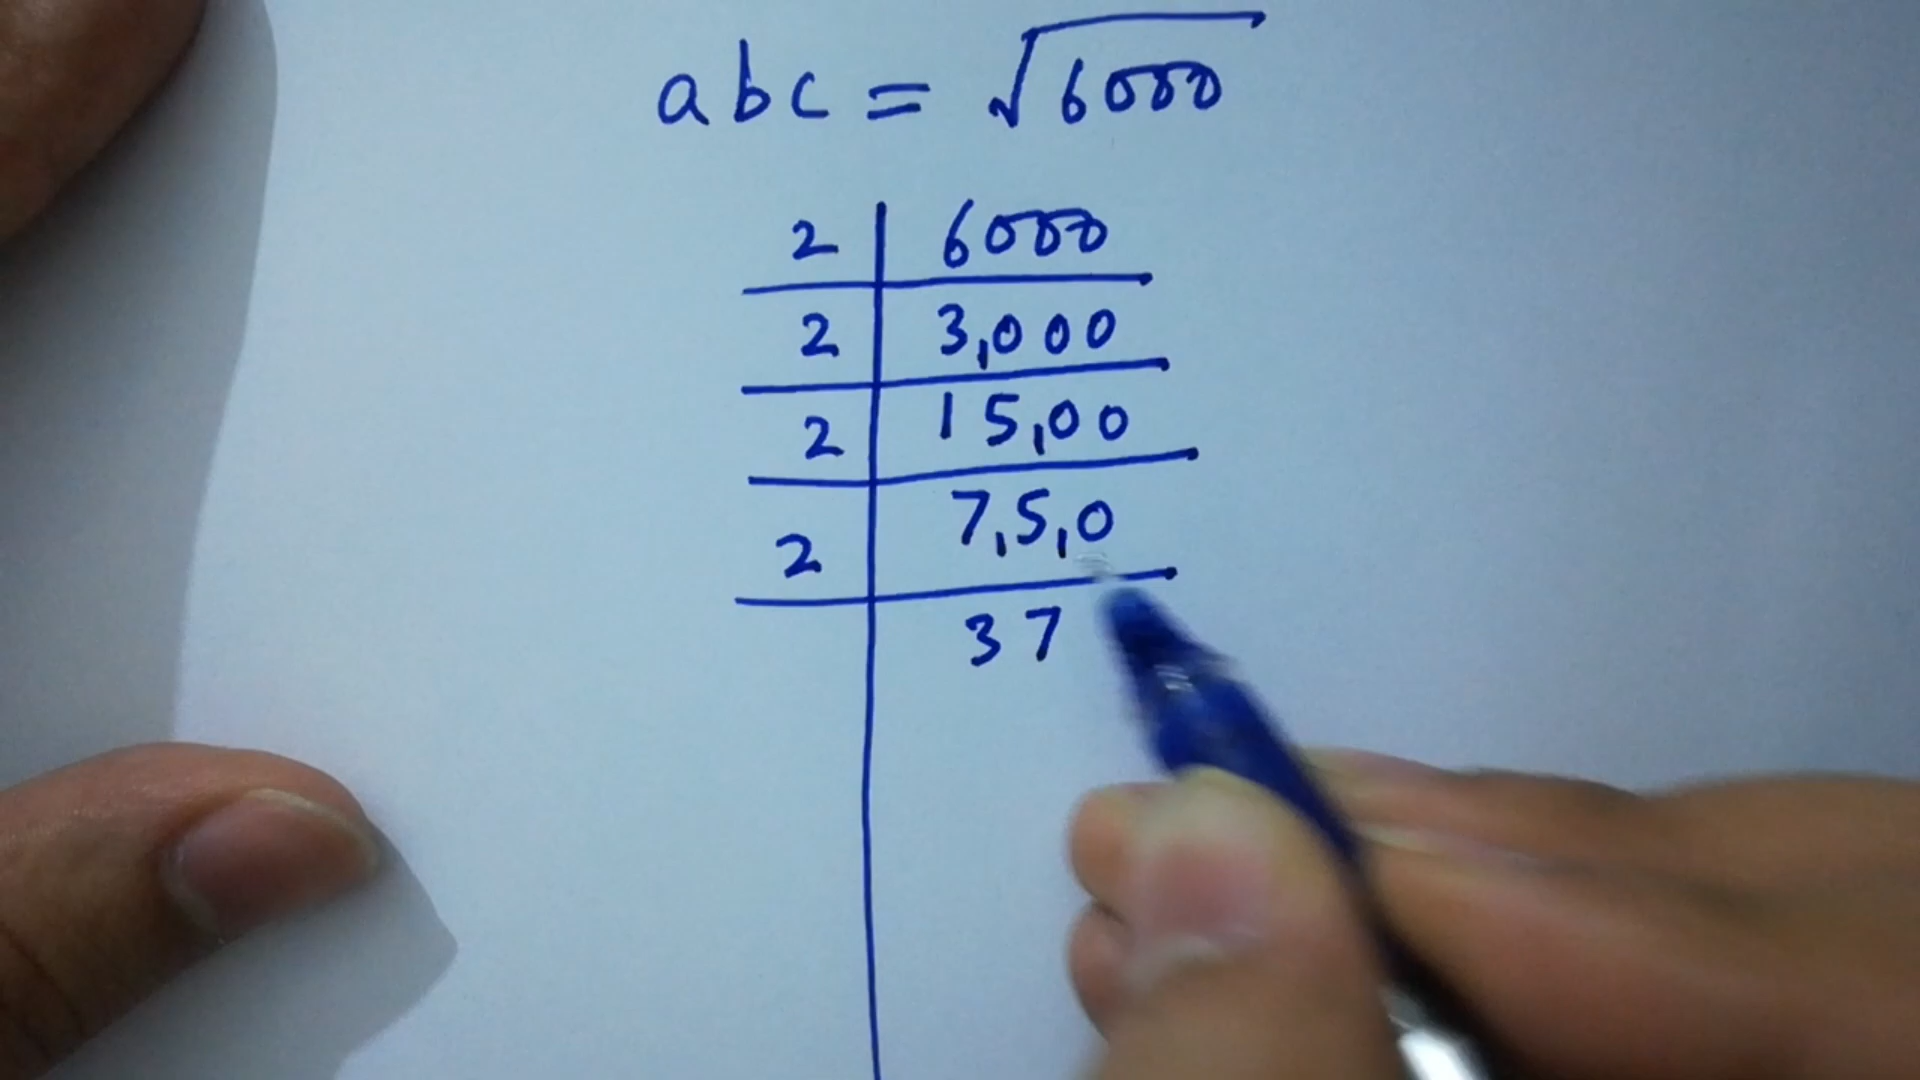 abc = √6000
2 | 6000
2 | 3,000
2 | 15,00
2 | 7,5,0
37